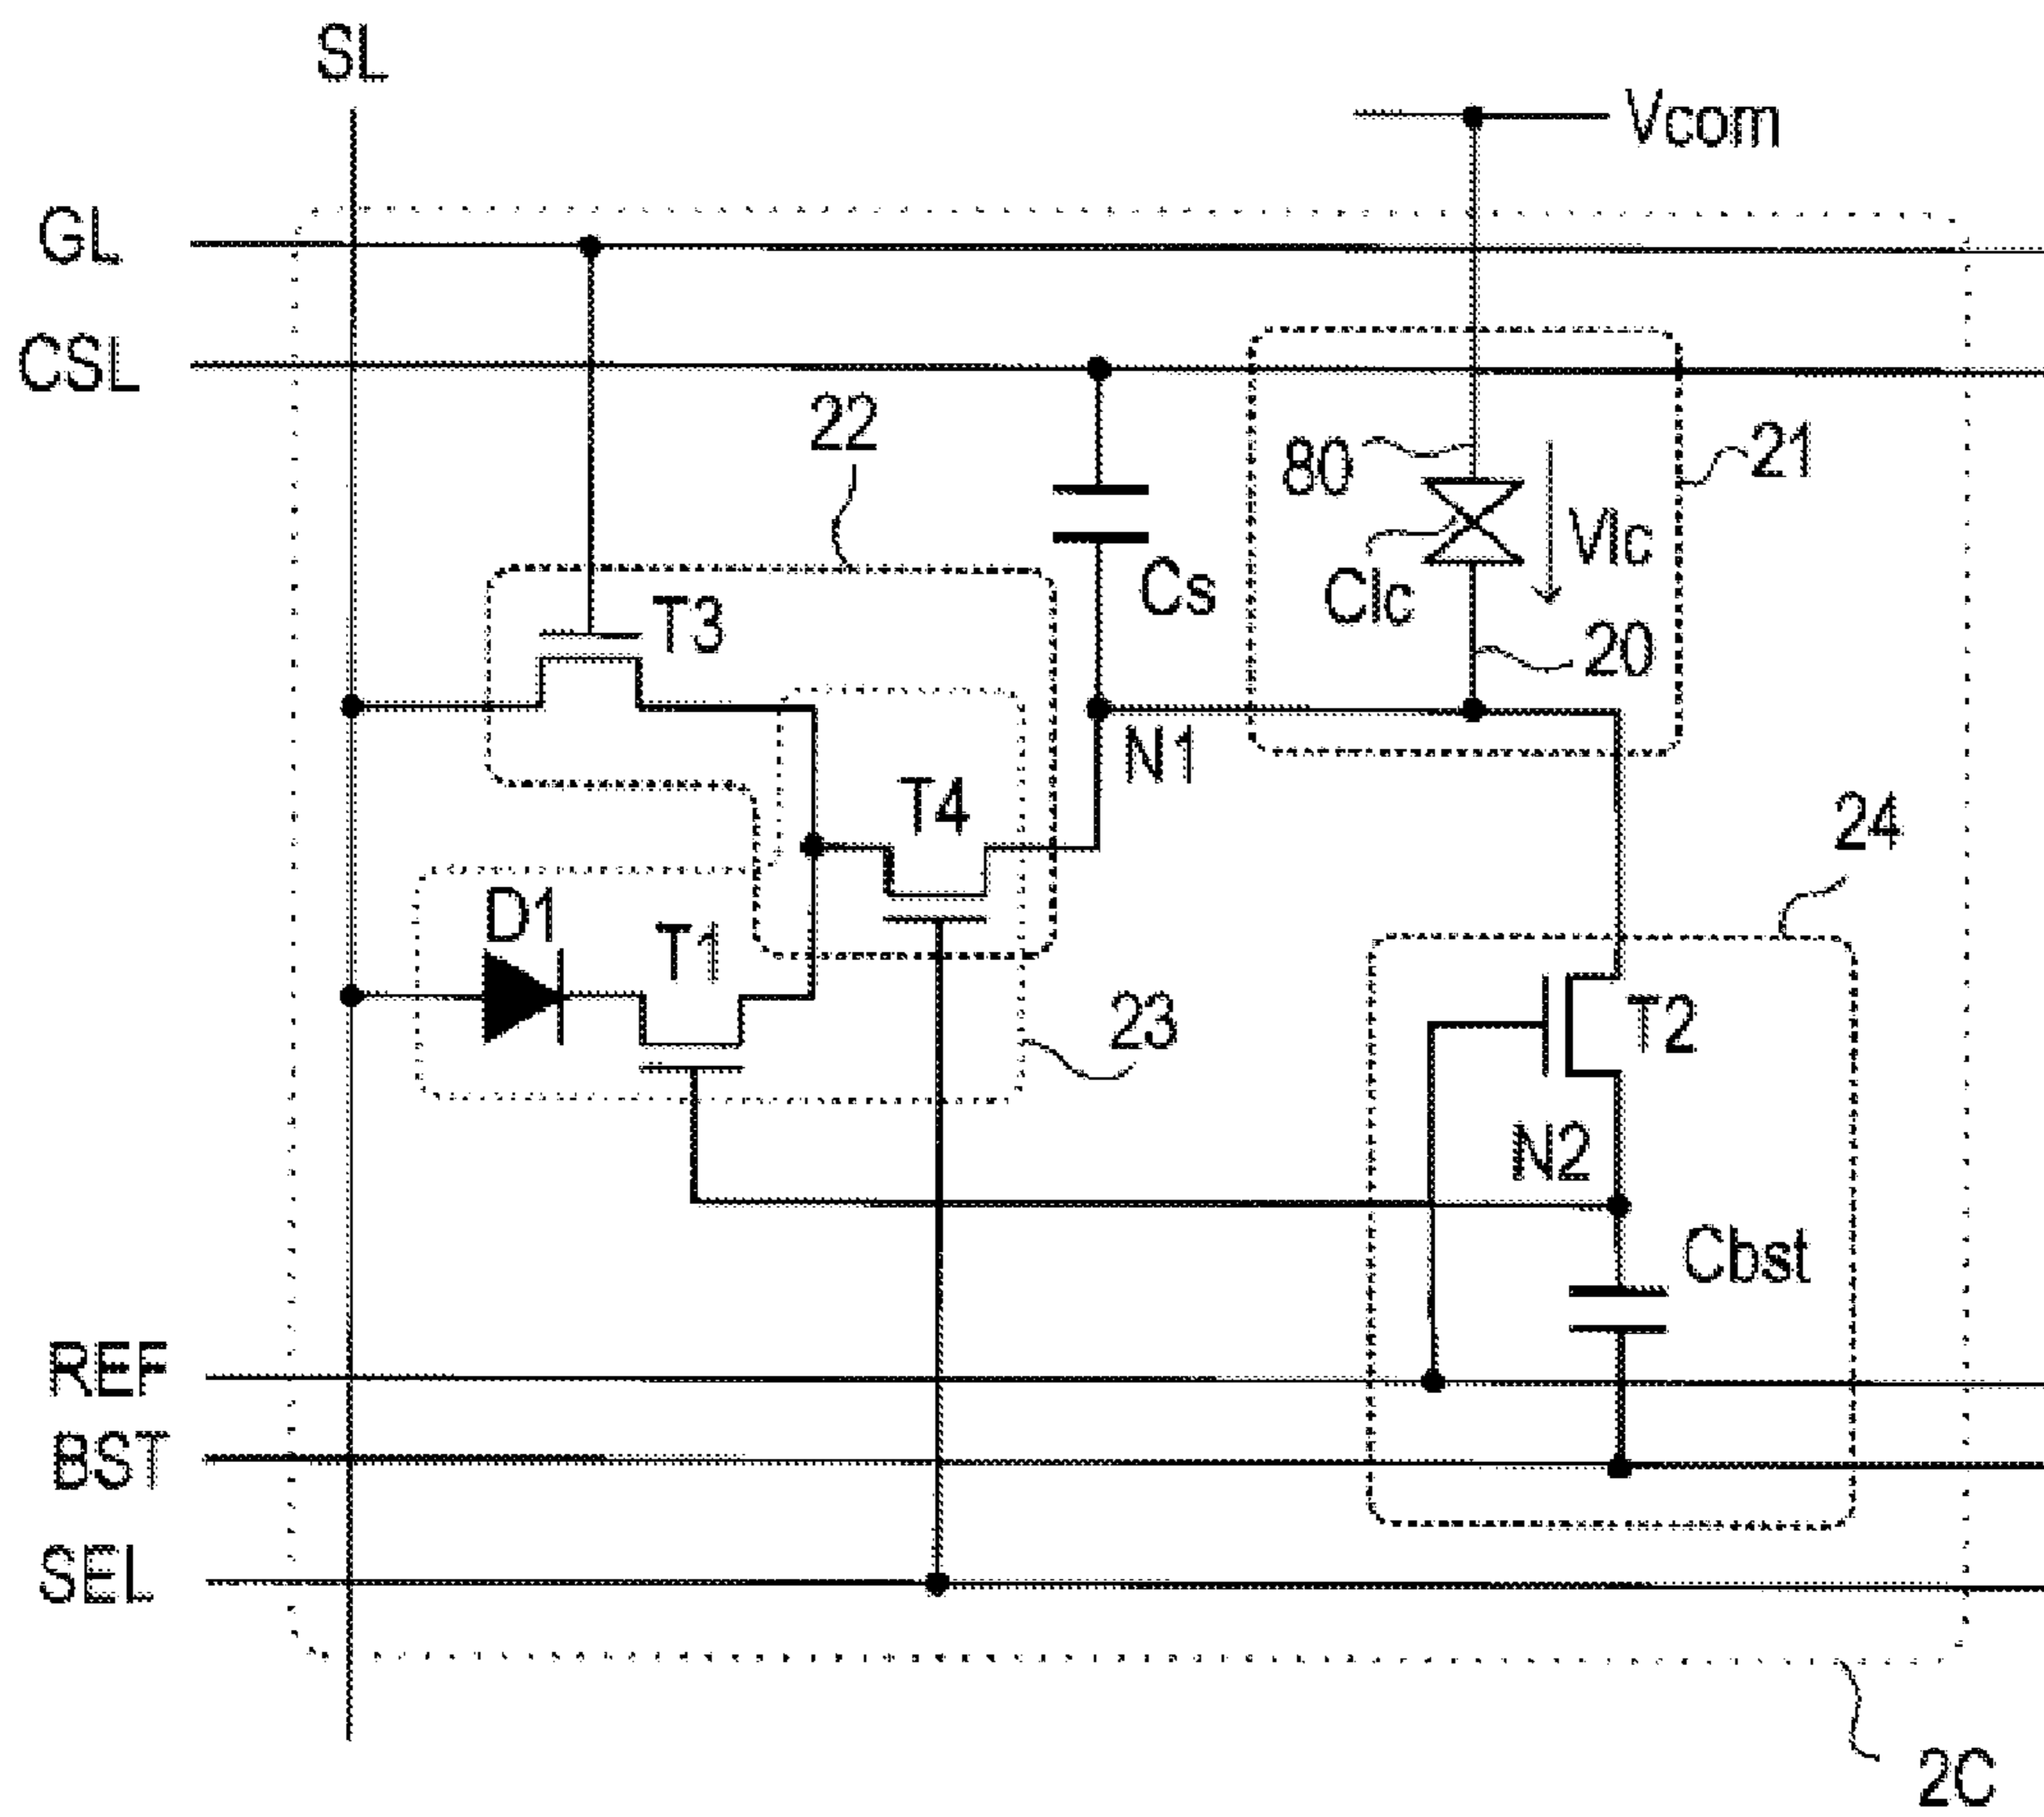 SL
Vcom
GL
CSL
22
80
21
Vlc
Clc
Cs
20
T3
N1
T4
24
D1
T1
23
T2
N2
Cbst
REF
BST
SEL
2C